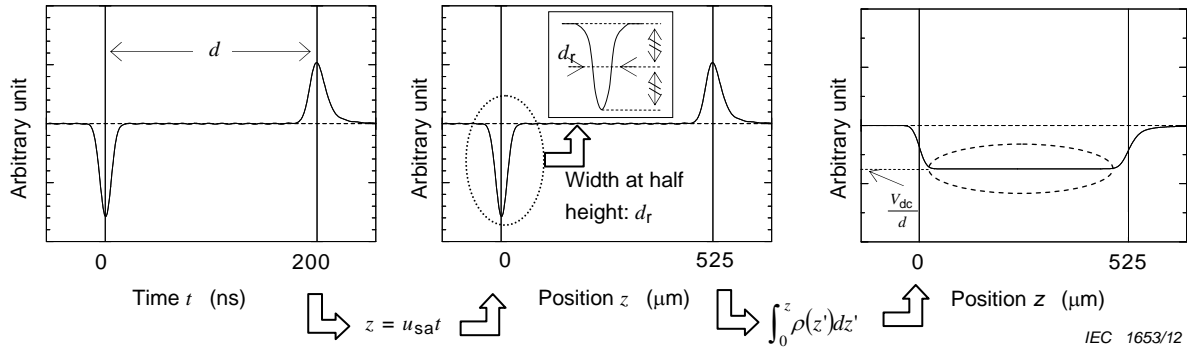 Arbitrary unit
d
0
200
Time t (ns)
Arbitrary unit
d_r
Width at half
height: d_r
0
525
Position z (μm)
Arbitrary unit
V_dc
d
0
525
Position z (μm)
z = u_sa t
∫_0^z ρ(z')dz'
IEC 1653/12